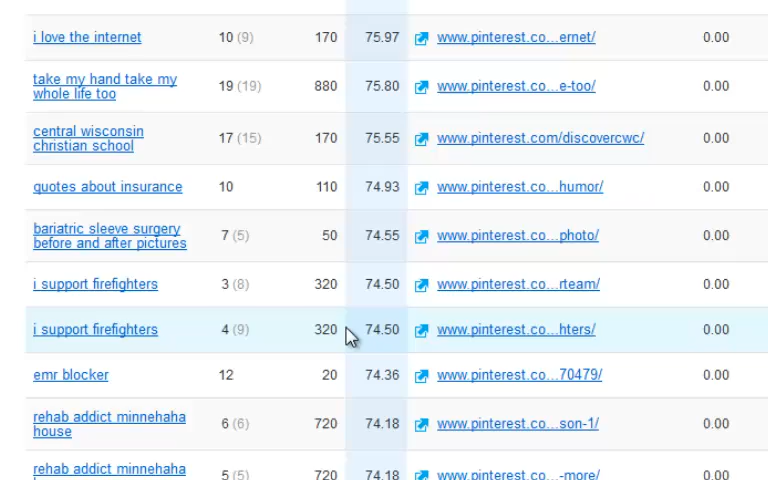 i love the internet 10 (9) 170 75.97 www.pinterest.co...ernet/ 0.00
take my hand take my
whole life too 19 (19) 880 75.80 www.pinterest.co...e-too/ 0.00
central wisconsin
christian school 17 (15) 170 75.55 www.pinterest.com/discovercwc/ 0.00
quotes about insurance 10 110 74.93 www.pinterest.co...humor/ 0.00
bariatric sleeve surgery
before and after pictures 7 (5) 50 74.55 www.pinterest.co...photo/ 0.00
i support firefighters 3 (8) 320 74.50 www.pinterest.co...rteam/ 0.00
i support firefighters 4 (9) 320 74.50 www.pinterest.co...hters/ 0.00
emr blocker 12 20 74.36 www.pinterest.co...70479/ 0.00
rehab addict minnehaha
house 6 (6) 720 74.18 www.pinterest.co...son-1/ 0.00
rehab addict minnehaha 5 (5) 720 74.18 www.pinterest.co...-more/ 0.00